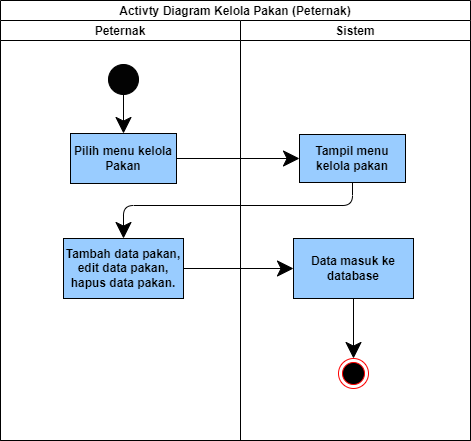 Activty Diagram Kelola Pakan (Peternak)
Peternak
Sistem
Pilih menu kelola
Pakan
Tampil menu
kelola pakan
Tambah data pakan,
edit data pakan,
hapus data pakan.
Data masuk ke
database